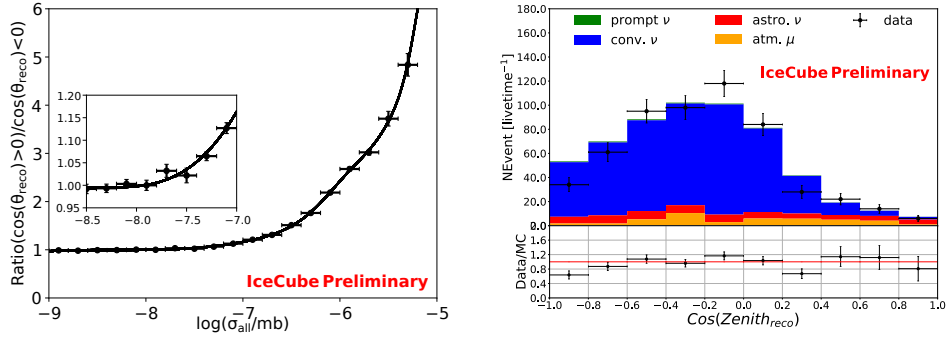 Ratio(cos(θreco)>0)/cos(θreco)<0)
6
5
4
3
2
1
0
1.20
1.15
1.10
1.05
1.00
0.95
−8.5 −8.0 −7.5 −7.0
IceCube Preliminary
−9 −8 −7 −6 −5
log(σall/mb)
NEvent [livetime−1]
180.0
160.0
140.0
120.0
100.0
80.0
60.0
40.0
20.0
prompt ν
conv. ν
astro. ν
atm. μ
data
IceCube Preliminary
Data/MC
1.6
1.2
0.8
0.4
0.0
-1.0 -0.8 -0.6 -0.4 -0.2 0.0 0.2 0.4 0.6 0.8 1.0
Cos(Zenithreco)